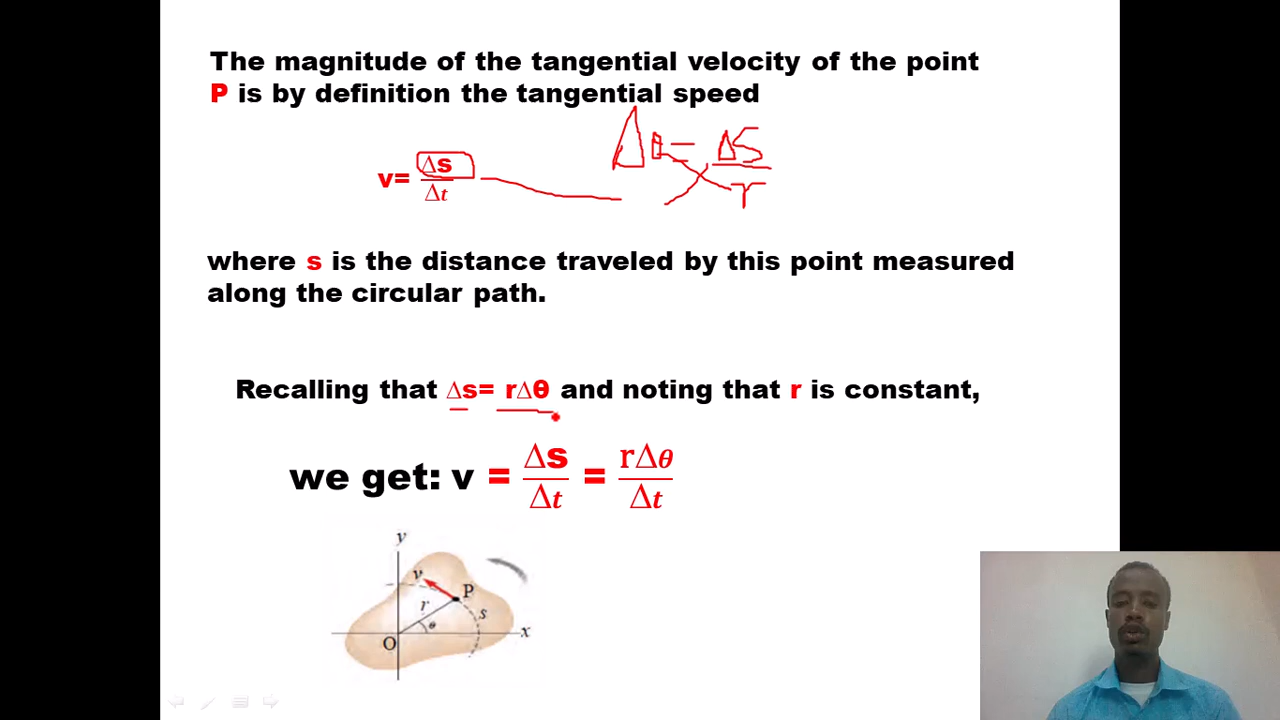 The magnitude of the tangential velocity of the point
P is by definition the tangential speed
v= Δs/Δt
Δθ = ΔS/r
where s is the distance traveled by this point measured
along the circular path.
Recalling that Δs= rΔθ and noting that r is constant,
we get: v = Δs/Δt = rΔθ/Δt
y
v
P
r
s
θ
x
O